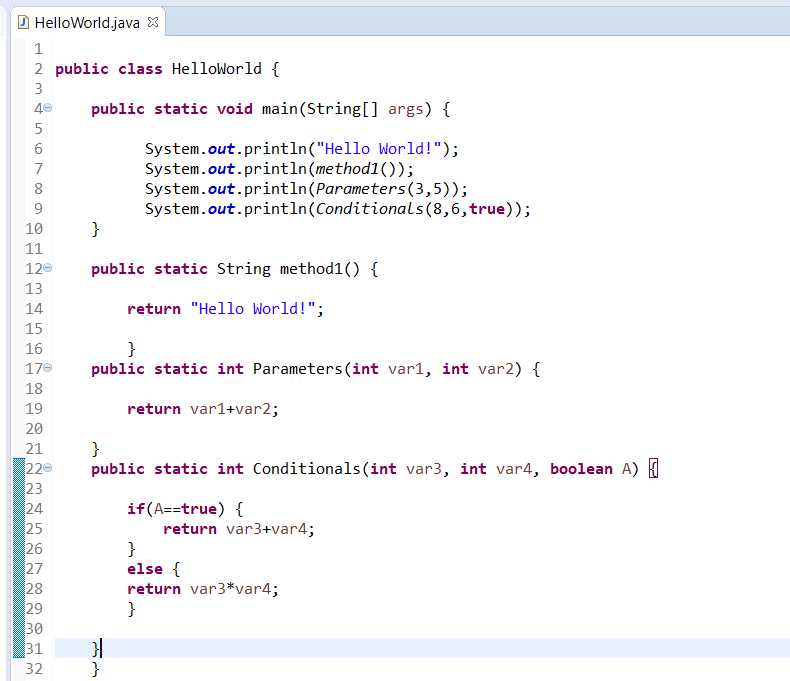 HelloWorld.java
1
2 public class HelloWorld {
3
4 public static void main(String[] args) {
5
6 System.out.println("Hello World!");
7 System.out.println(method1());
8 System.out.println(Parameters(3,5));
9 System.out.println(Conditionals(8,6,true));
10 }
11
12 public static String method1() {
13
14 return "Hello World!";
15
16 }
17 public static int Parameters(int var1, int var2) {
18
19 return var1+var2;
20
21 }
22 public static int Conditionals(int var3, int var4, boolean A) {
23
24 if(A==true) {
25 return var3+var4;
26 }
27 else {
28 return var3*var4;
29 }
30
31 }
32 }